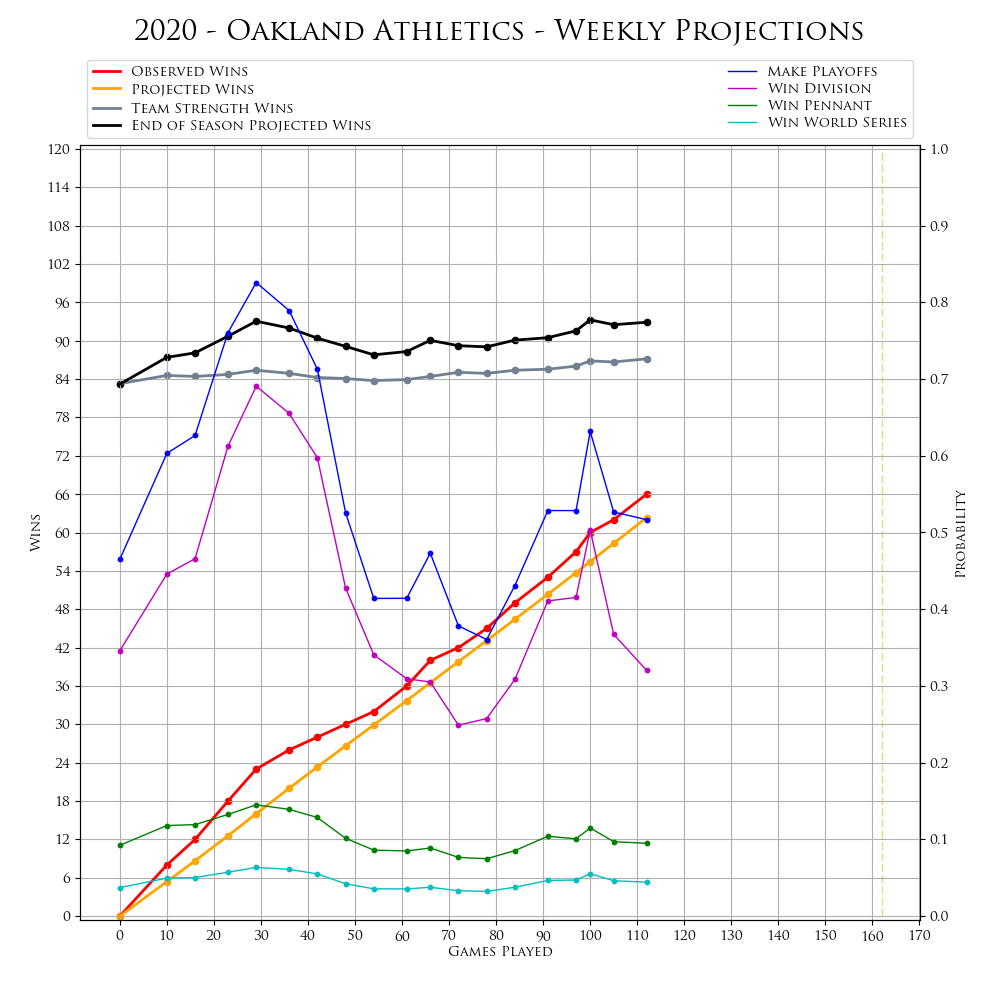 2020 - Oakland Athletics - Weekly Projections
Observed Wins
Projected Wins
Team Strength Wins
End of Season Projected Wins
Make Playoffs
Win Division
Win Pennant
Win World Series
120
114
108
102
96
90
84
78
72
66
60
54
48
42
36
30
24
18
12
6
0
Wins
1.0
0.9
0.8
0.7
0.6
0.5
0.4
0.3
0.2
0.1
0.0
Probability
0 10 20 30 40 50 60 70 80 90 100 110 120 130 140 150 160 170
Games Played